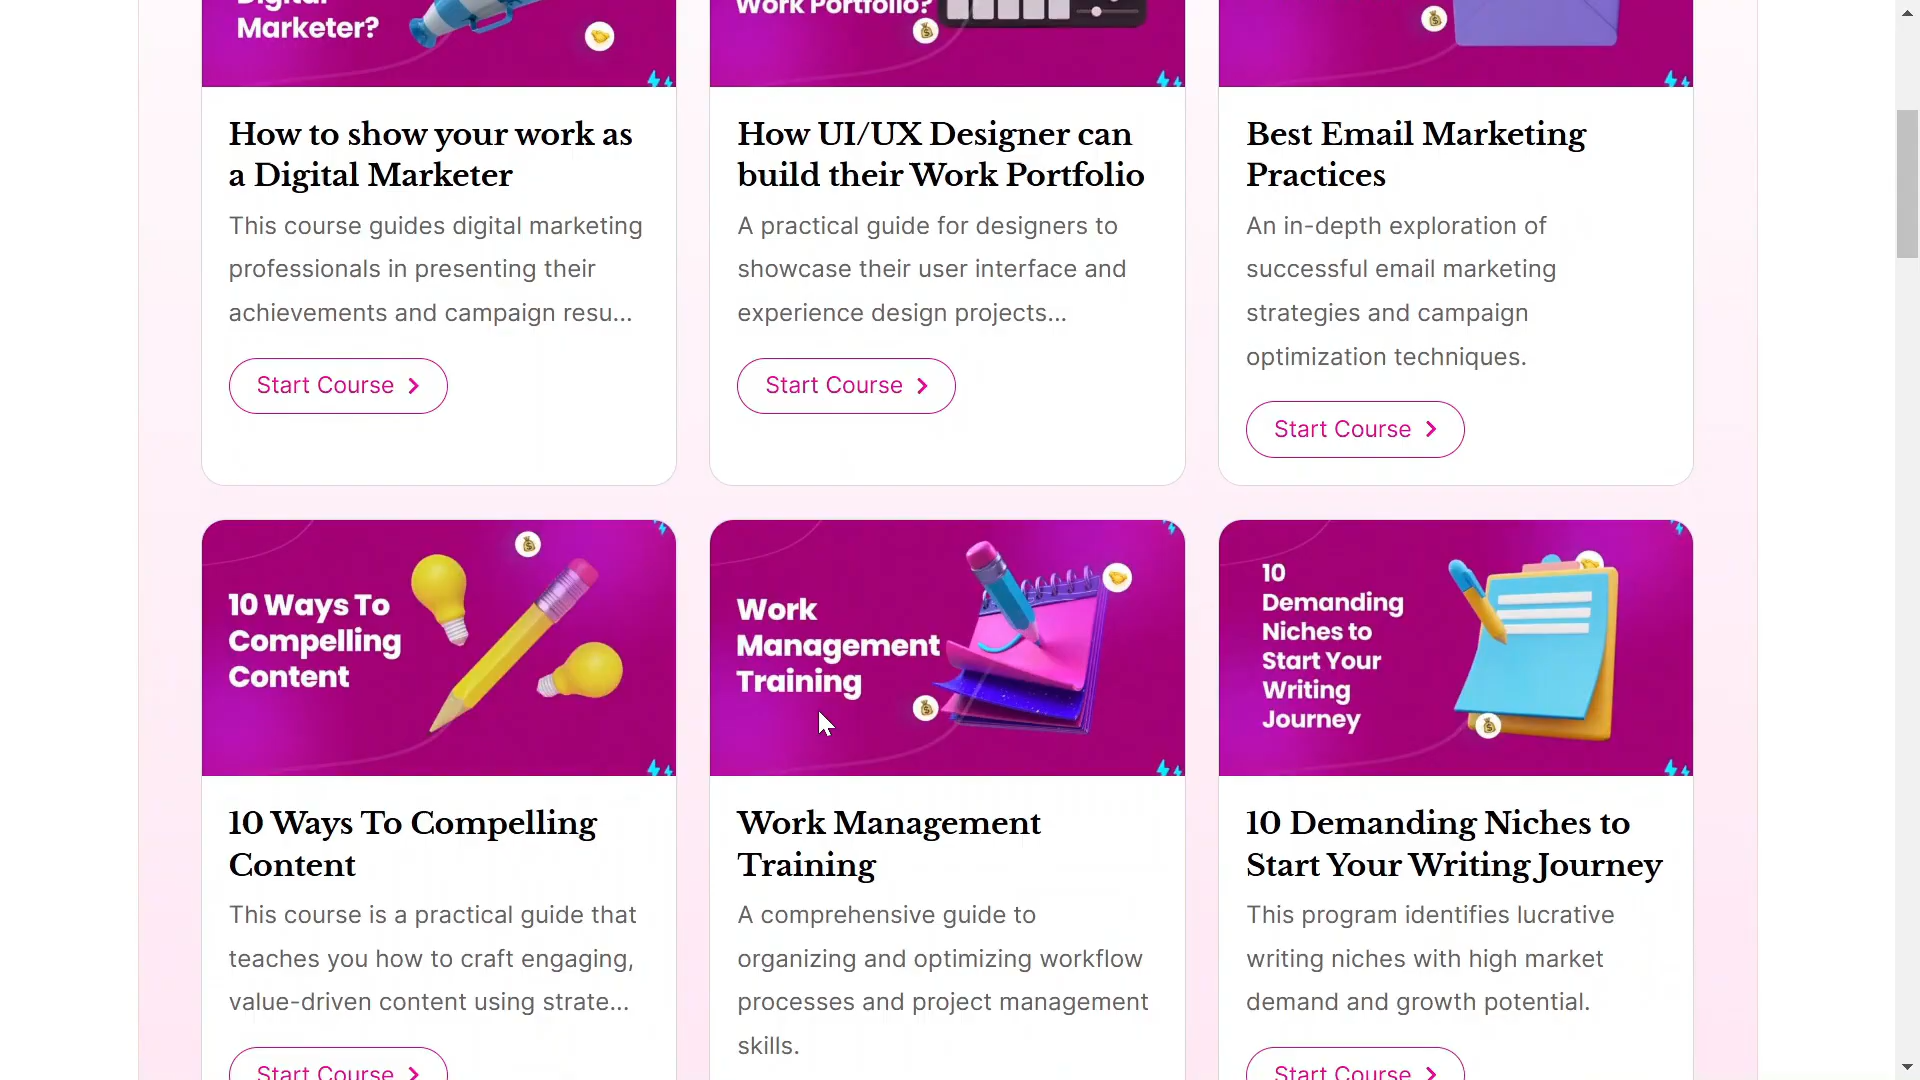 Digital
Marketer?
Work Portfolio?
How to show your work as
a Digital Marketer
This course guides digital marketing
professionals in presenting their
achievements and campaign resu...
Start Course
How UI/UX Designer can
build their Work Portfolio
A practical guide for designers to
showcase their user interface and
experience design projects...
Start Course
Best Email Marketing
Practices
An in-depth exploration of
successful email marketing
strategies and campaign
optimization techniques.
Start Course
10 Ways To
Compelling
Content
10 Ways To Compelling
Content
This course is a practical guide that
teaches you how to craft engaging,
value-driven content using strate...
Start Course
Work
Management
Training
Work Management
Training
A comprehensive guide to
organizing and optimizing workflow
processes and project management
skills.
10
Demanding
Niches to
Start Your
Writing
Journey
10 Demanding Niches to
Start Your Writing Journey
This program identifies lucrative
writing niches with high market
demand and growth potential.
Start Course